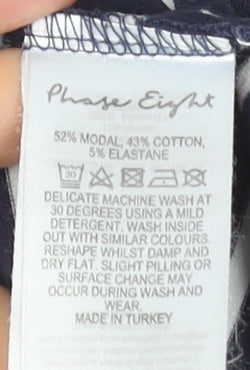 Phase Eight
52% MODAL, 43% COTTON,
5% ELASTANE
30
DELICATE MACHINE WASH AT
30 DEGREES USING A MILD
DETERGENT. WASH INSIDE
OUT WITH SIMILAR COLOURS.
RESHAPE WHILST DAMP AND
DRY FLAT. SLIGHT PILLING OR
SURFACE CHANGE MAY
OCCUR DURING WASH AND
WEAR.
MADE IN TURKEY